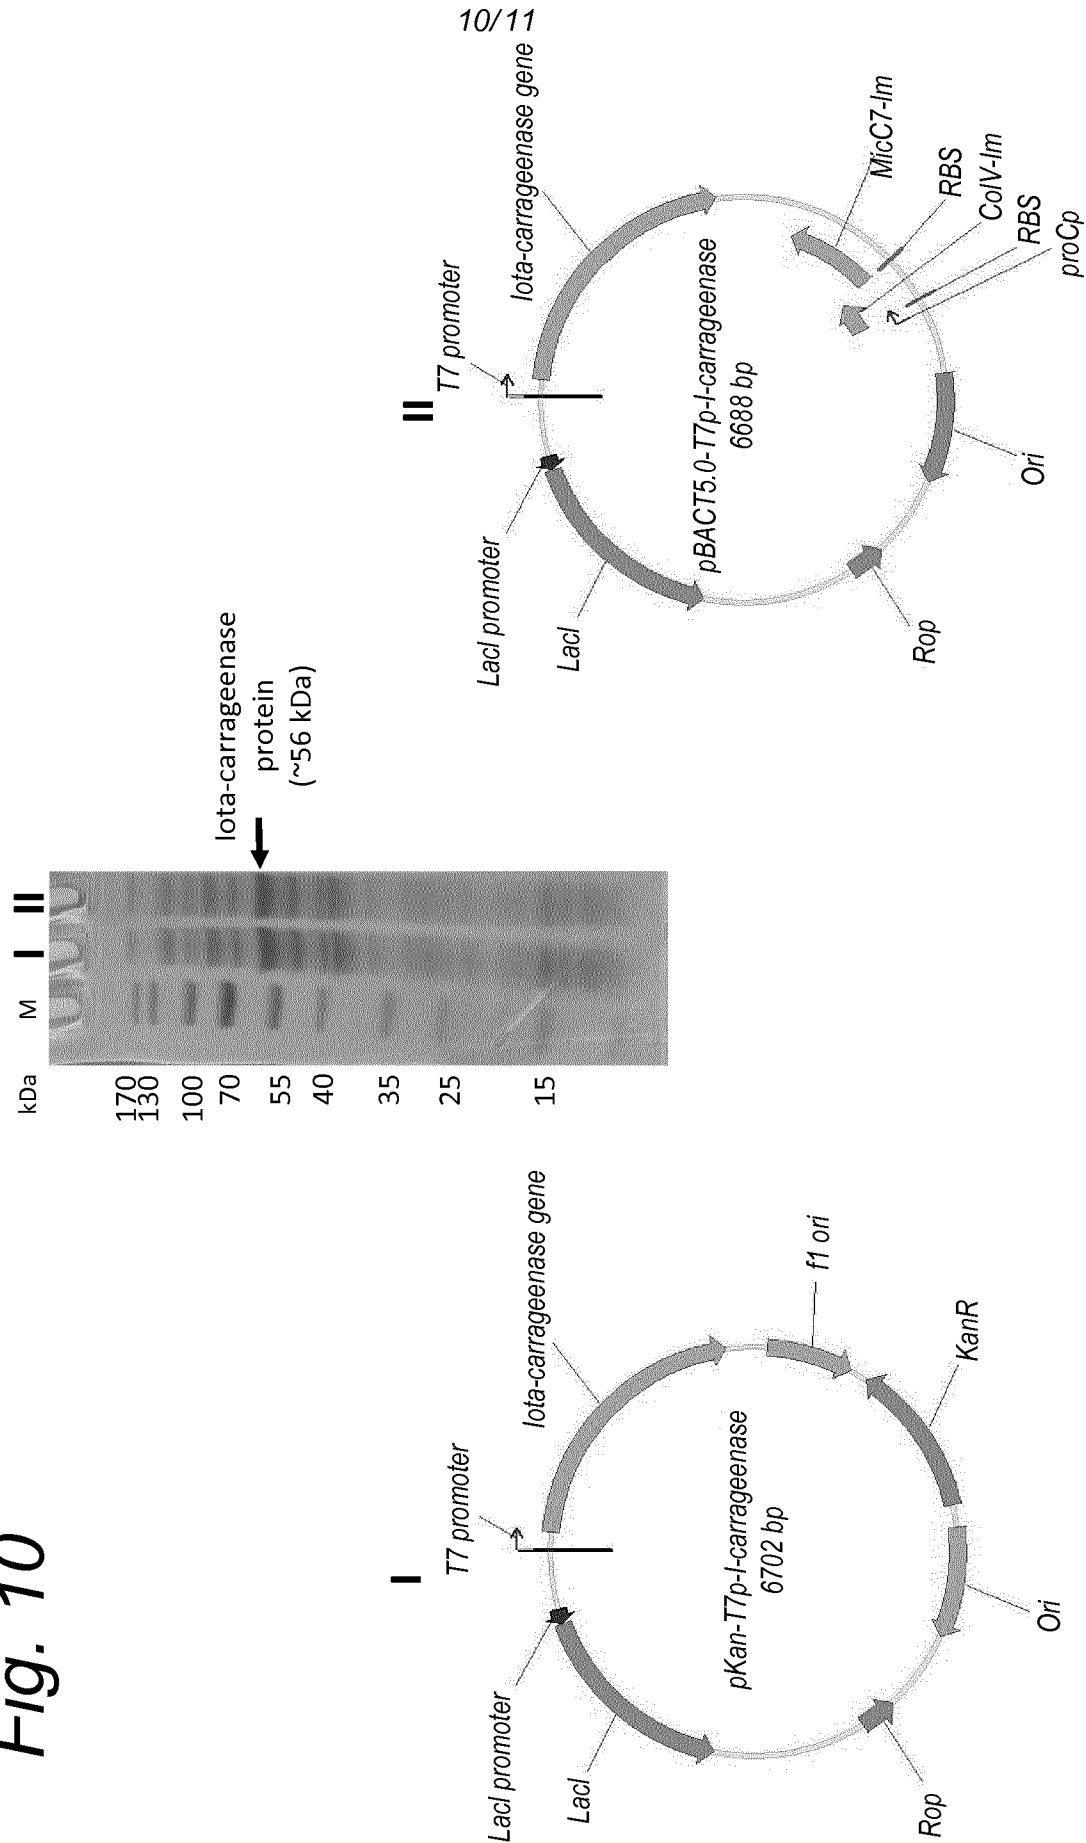 10/11
Fig. 10
I
T7 promoter
LacI promoter
LacI
Iota-carrageenase gene
pKan-T7p-I-carrageenase
6702 bp
f1 ori
KanR
Ori
Rop
kDa
M
I
II
170
130
100
70
55
40
35
25
15
Iota-carrageenase
protein
(~56 kDa)
II
T7 promoter
LacI promoter
LacI
Iota-carrageenase gene
pBACT5.0-T7p-I-carrageenase
6688 bp
MicC7-Im
RBS
ColV-Im
RBS
proCp
Ori
Rop